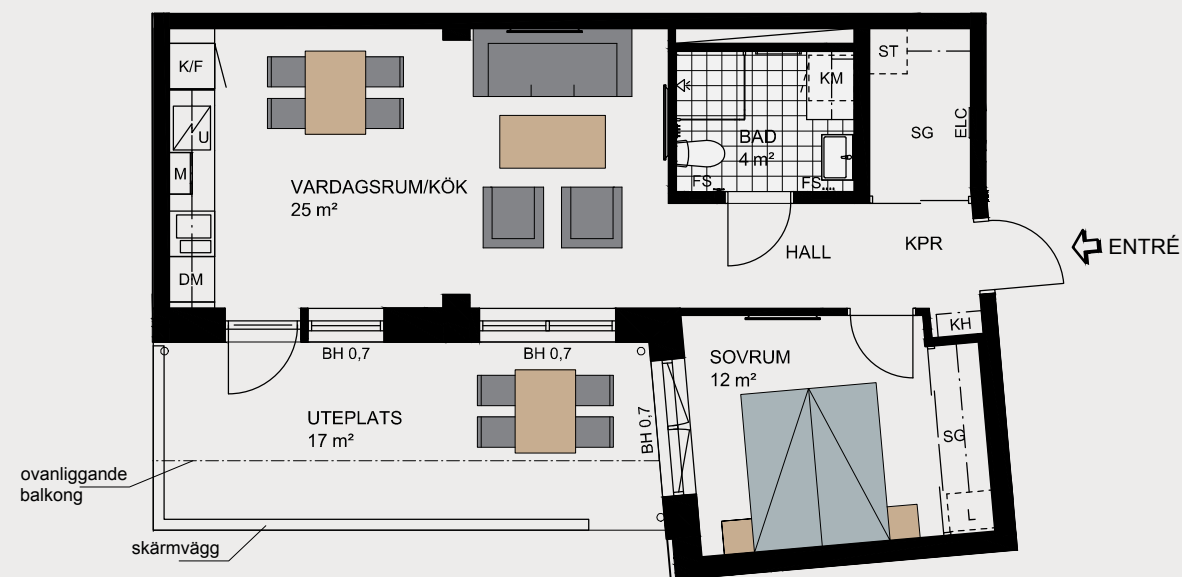 K/F
U
M
DM
VARDAGSRUM/KÖK
25 m²
BAD
4 m²
KM
FS
FS
ST
SG
ELC
HALL
KPR
ENTRÉ
KH
BH 0,7
BH 0,7
BH 0,7
SOVRUM
12 m²
UTEPLATS
17 m²
SG
L
ovanliggande
balkong
skärmvägg